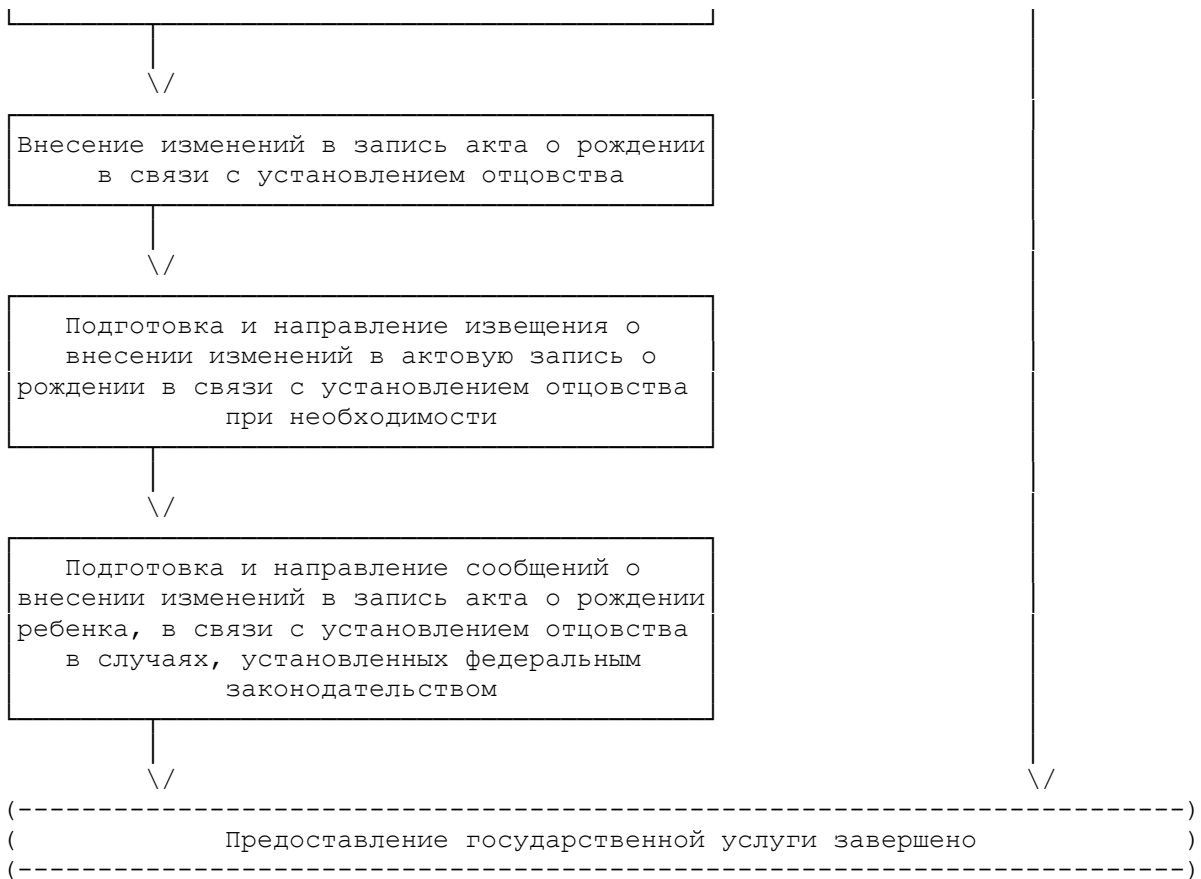 Внесение изменений в запись акта о рождении
в связи с установлением отцовства
Подготовка и направление извещения о
внесении изменений в актовую запись о
рождении в связи с установлением отцовства
при необходимости
Подготовка и направление сообщений о
внесении изменений в запись акта о рождении
ребенка, в связи с установлением отцовства
в случаях, установленных федеральным
законодательством
Предоставление государственной услуги завершено